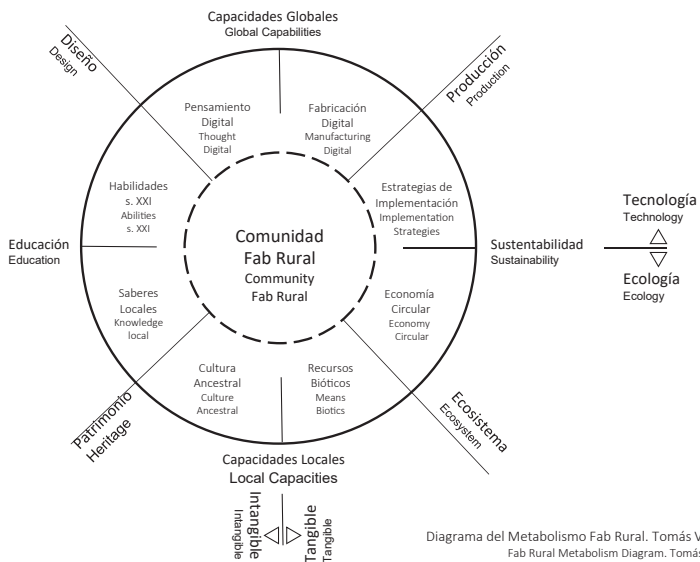 Capacidades Globales
Global Capabilities
Diseño
Design
Producción
Production
Pensamiento
Digital
Thought
Digital
Fabricación
Digital
Manufacturing
Digital
Habilidades
s. XXI
Abilities
s. XXI
Estrategias de
Implementación
Implementation
Strategies
Tecnología
Technology
Educación
Education
Comunidad
Fab Rural
Community
Fab Rural
Sustentabilidad
Sustainability
Ecología
Ecology
Saberes
Locales
Knowledge
local
Economía
Circular
Economy
Circular
Cultura
Ancestral
Culture
Ancestral
Recursos
Bióticos
Means
Biotics
Patrimonio
Heritage
Ecosistema
Ecosystem
Capacidades Locales
Local Capacities
Intangible
Intangible
Tangible
Tangible
Diagrama del Metabolismo Fab Rural. Tomás V
Fab Rural Metabolism Diagram. Tomás